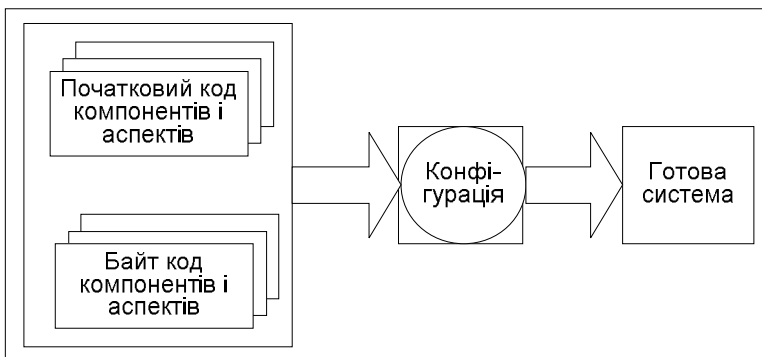 Початковий код
компонентів і
аспектів
Байт код
компонентів і
аспектів
Конфі-
гурація
Готова
система